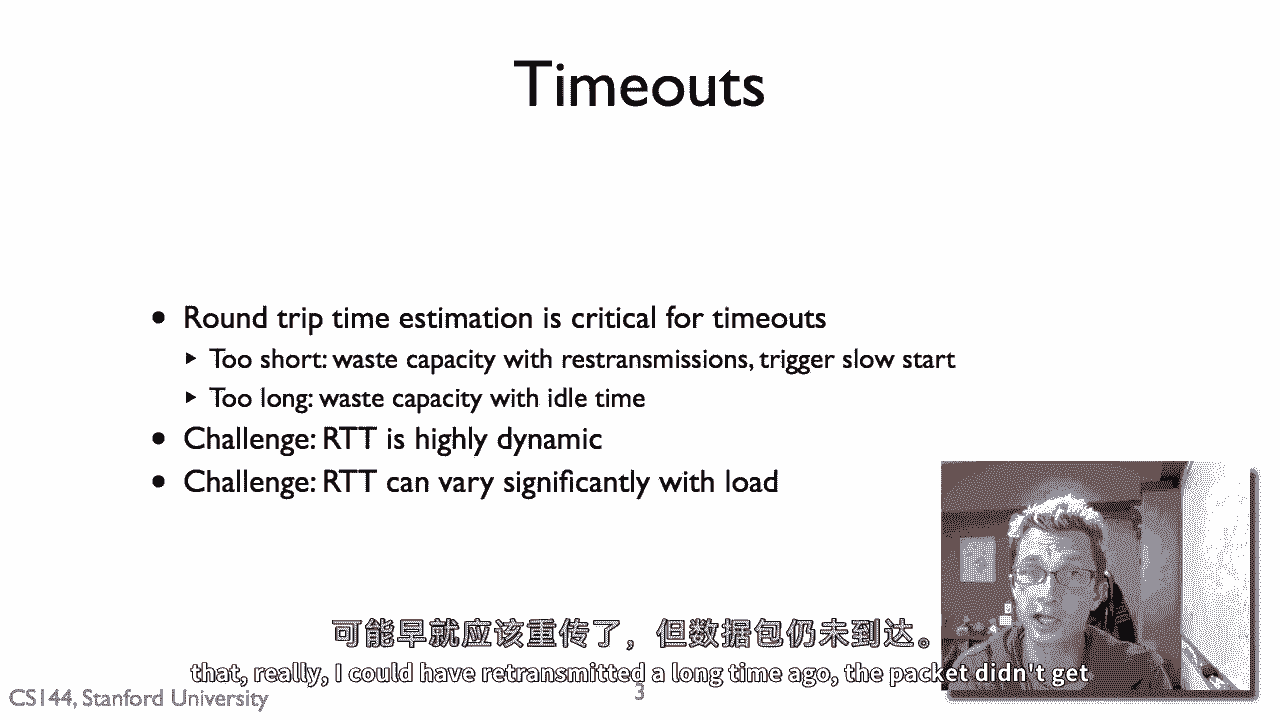 Timeouts
• Round trip time estimation is critical for timeouts
▸ Too short: waste capacity with restransmissions, trigger slow start
▸ Too long: waste capacity with idle time
• Challenge: RTT is highly dynamic
• Challenge: RTT can vary significantly with load
可能早就应该重传了，但数据包仍未到达。
that, really, I could have retransmitted a long time ago, the packet didn't get
CS144, Stanford University
3